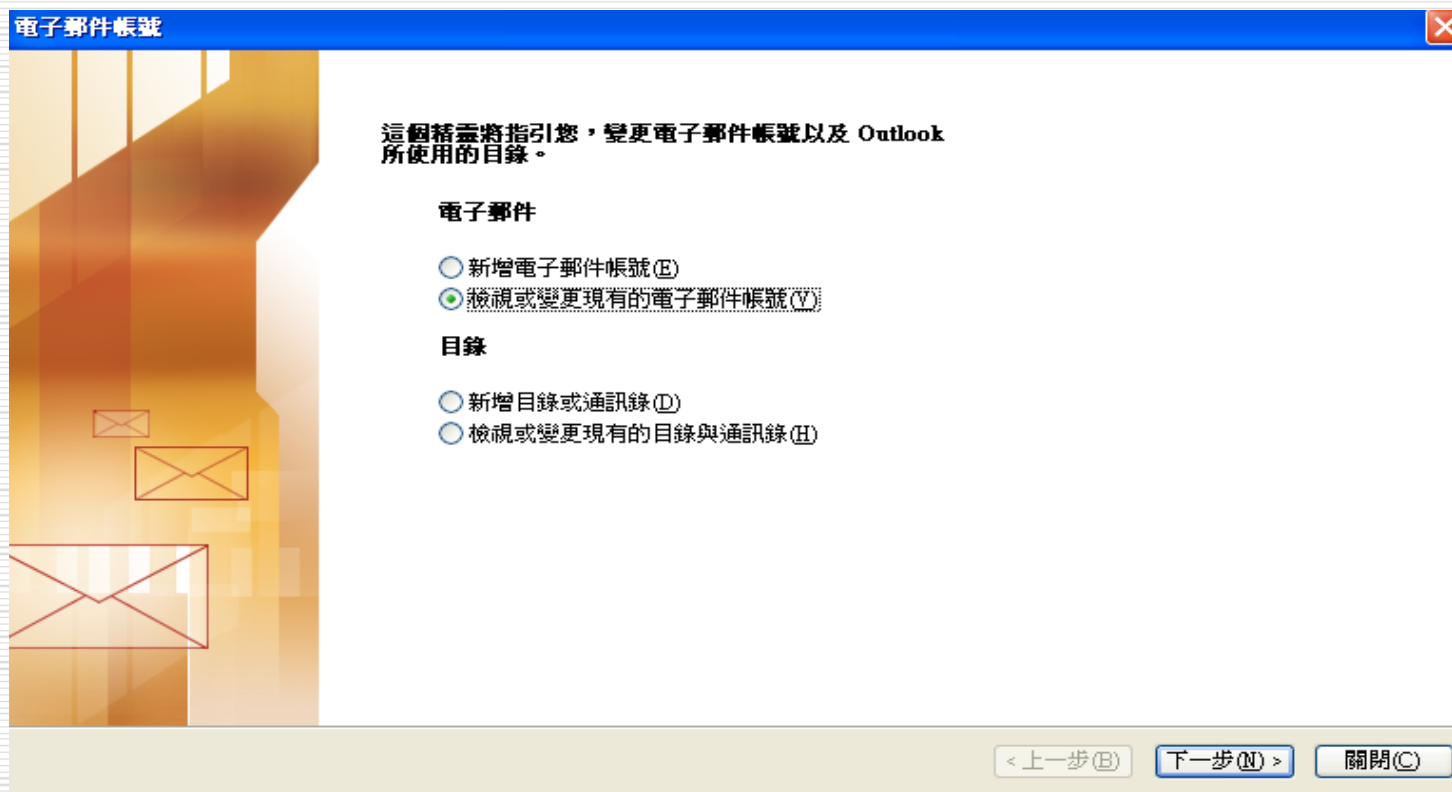 電子郵件帳號
這個精靈將指引您，變更電子郵件帳號以及 Outlook
所使用的目錄。
電子郵件
新增電子郵件帳號(E)
檢視或變更現有的電子郵件帳號(V)
目錄
新增目錄或通訊錄(D)
檢視或變更現有的目錄與通訊錄(H)
<上一步(B) 下一步(N) > 關閉(C)